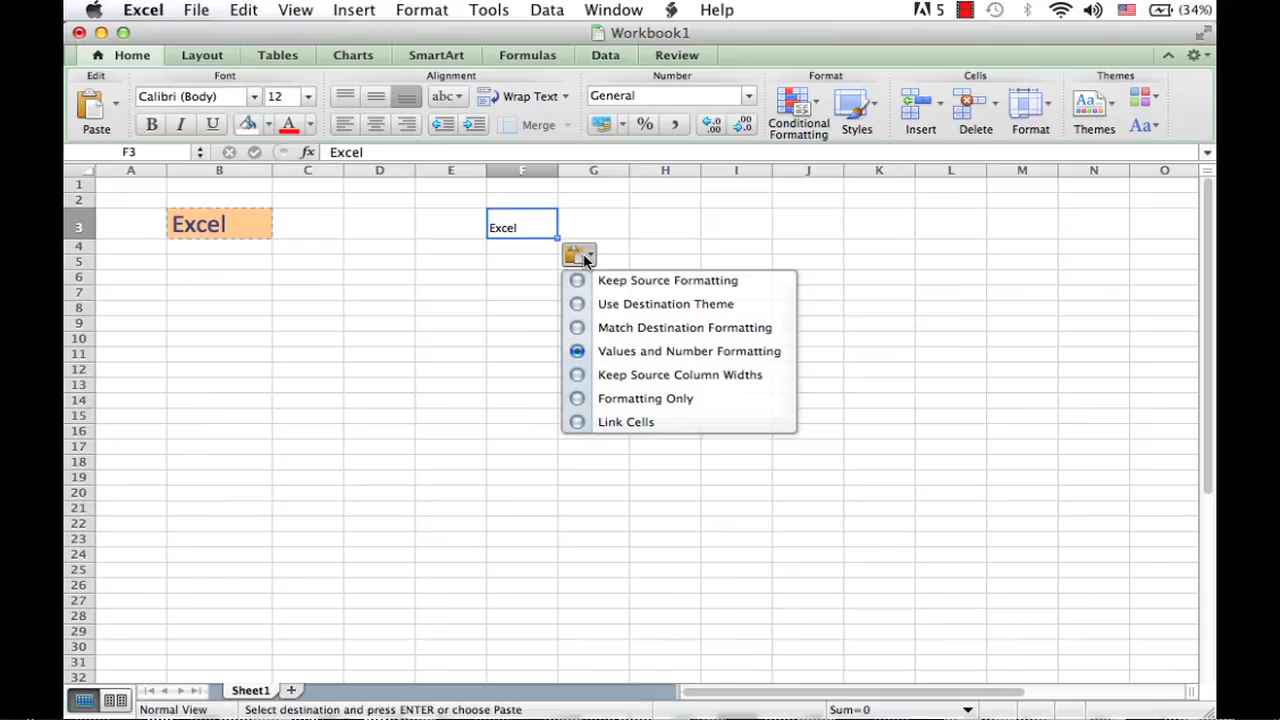 Excel File Edit View Insert Format Tools Data Window Help 5 (34%)
Workbook1
Home Layout Tables Charts SmartArt Formulas Data Review
Edit Font Alignment Number Format Cells Themes
Paste Calibri (Body) 12 abc Wrap Text General Conditional Formatting Styles Insert Delete Format Themes Aa
B I U A Merge % , Aa
F3 fx Excel
A B C D E F G H I J K L M N O
1
2
3 Excel Excel
4
5
6 Keep Source Formatting
7 Use Destination Theme
8 Match Destination Formatting
9 Values and Number Formatting
10 Keep Source Column Widths
11 Formatting Only
12 Link Cells
13
14
15
16
17
18
19
20
21
22
23
24
25
26
27
28
29
30
31
32
Sheet1
Normal View Select destination and press ENTER or choose Paste Sum=0